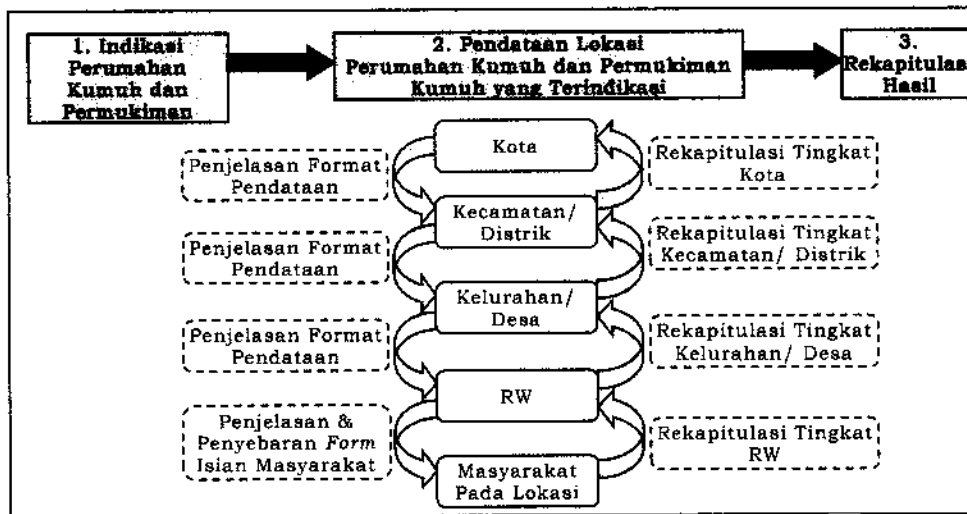 1. Indikasi
Perumahan
Kumuh dan
Permukiman
2. Pendataan Lokasi
Perumahan Kumuh dan Permukiman
Kumuh yang Terindikasi
3.
Rekapitulasi
Hasil
Kota
Penjelasan Format
Pendataan
Rekapitulasi Tingkat
Kota
Kecamatan/
Distrik
Penjelasan Format
Pendataan
Rekapitulasi Tingkat
Kecamatan/ Distrik
Kelurahan/
Desa
Penjelasan Format
Pendataan
Rekapitulasi Tingkat
Kelurahan/ Desa
RW
Penjelasan &
Penyebaran Form
Isian Masyarakat
Rekapitulasi Tingkat
RW
Masyarakat
Pada Lokasi